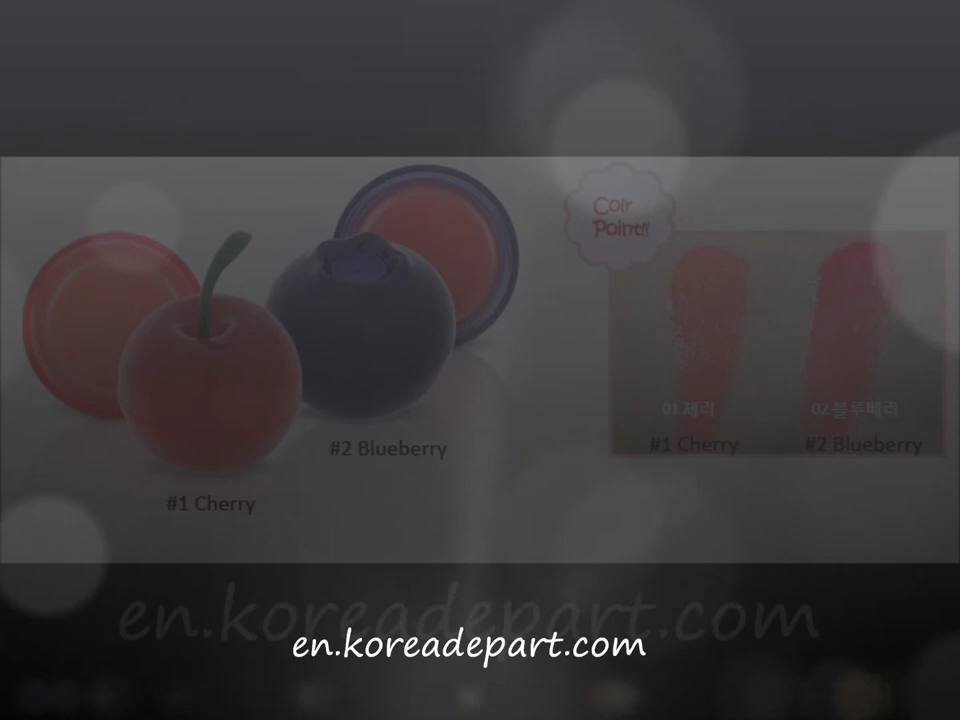 Colr
Point!!
01 체리
02 블루베리
#1 Cherry
#2 Blueberry
#2 Blueberry
#1 Cherry
en.koreadepart.com
en.koreadepart.com